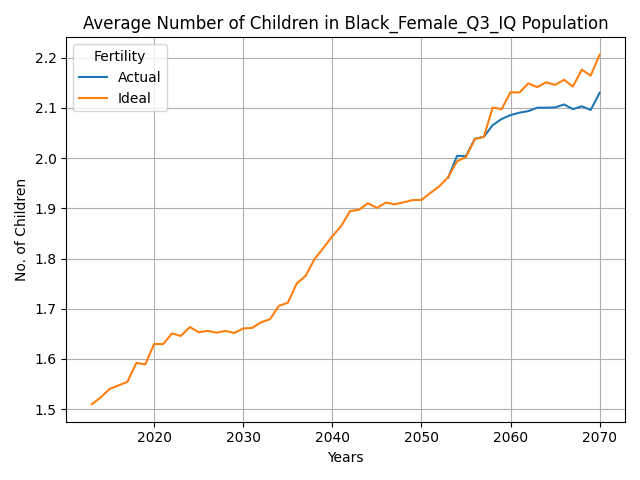 Average Number of Children in Black_Female_Q3_IQ Population
Fertility
Actual
Ideal
No. of Children
2.2
2.1
2.0
1.9
1.8
1.7
1.6
1.5
2020 2030 2040 2050 2060 2070
Years